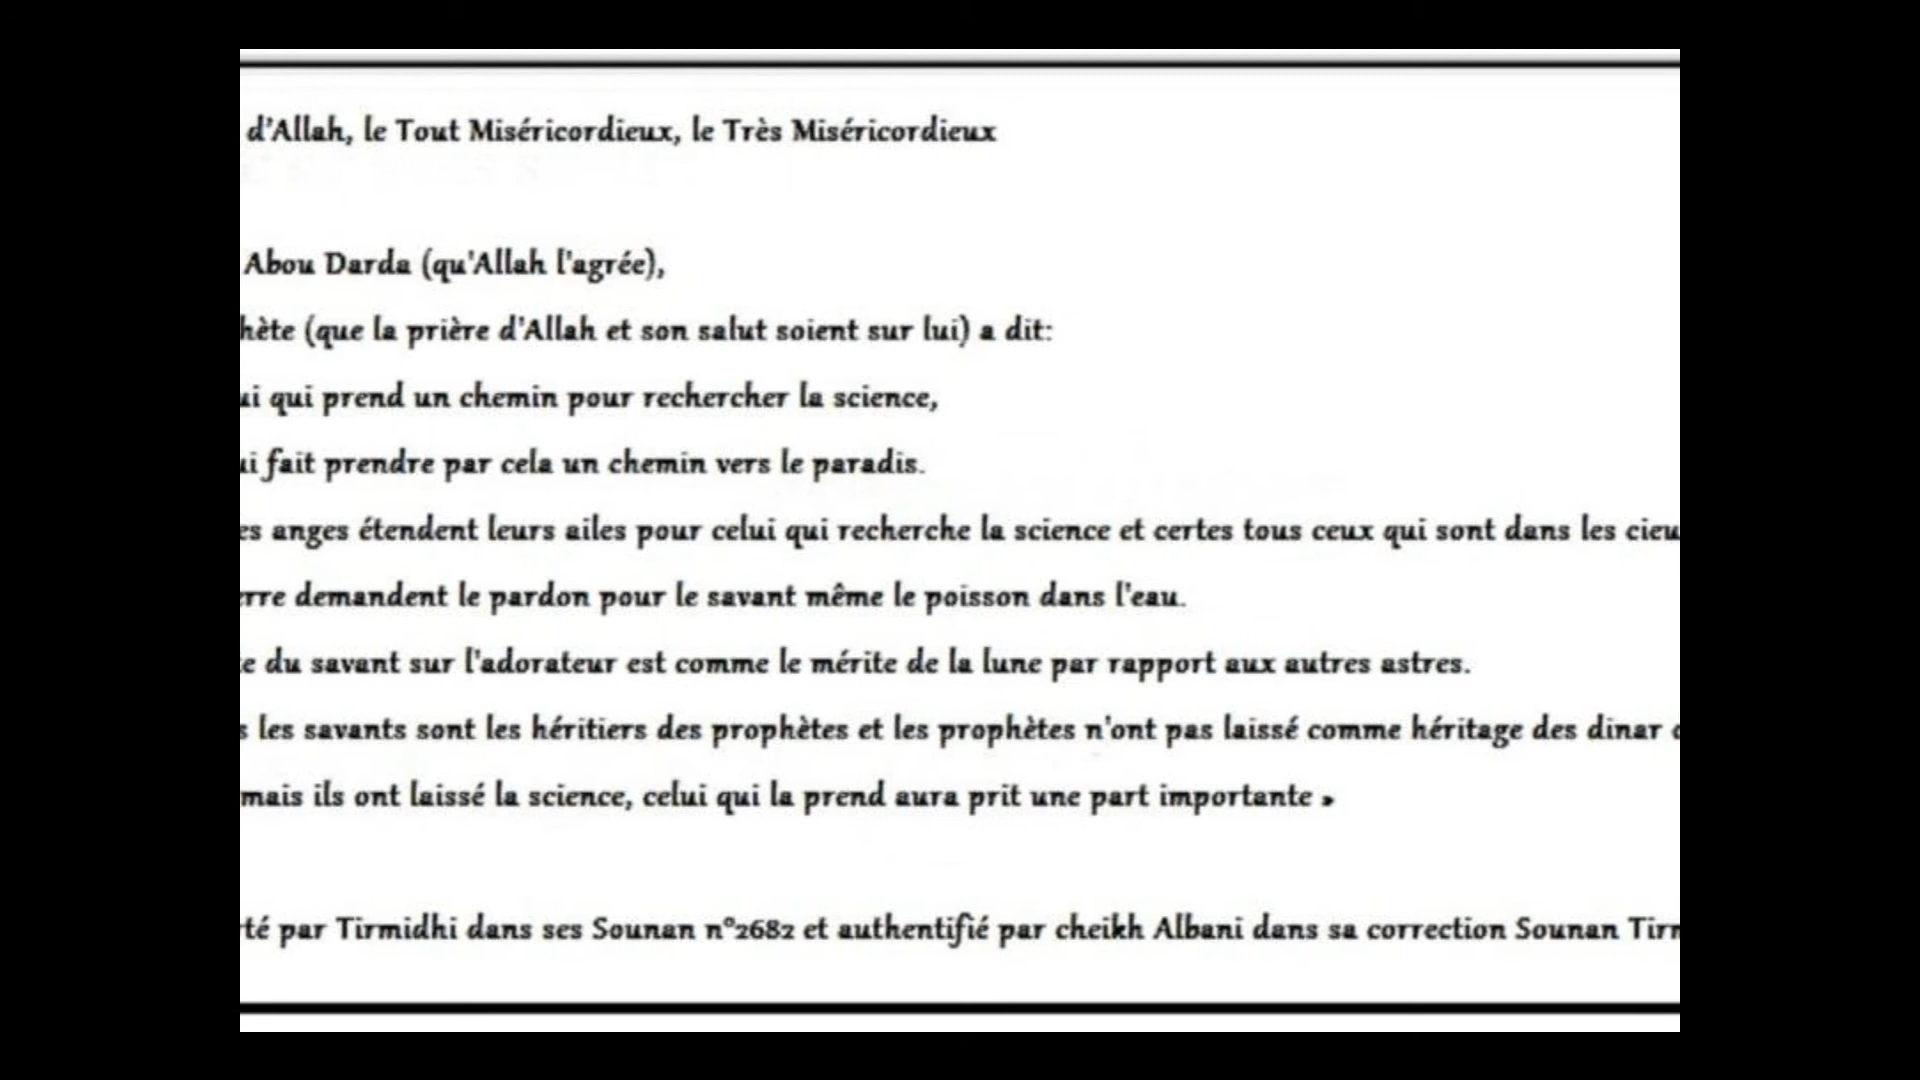 d'Allah, le Tout Miséricordieux, le Très Miséricordieux
Abou Darda (qu'Allah l'agrée),
hète (que la prière d'Allah et son salut soient sur lui) a dit:
ui qui prend un chemin pour rechercher la science,
ui fait prendre par cela un chemin vers le paradis.
es anges étendent leurs ailes pour celui qui recherche la science et certes tous ceux qui sont dans les cieu
erre demandent le pardon pour le savant même le poisson dans l'eau.
e du savant sur l'adorateur est comme le mérite de la lune par rapport aux autres astres.
s les savants sont les héritiers des prophètes et les prophètes n'ont pas laissé comme héritage des dinar
mais ils ont laissé la science, celui qui la prend aura prit une part importante »
té par Tirmidhi dans ses Sounan n°2682 et authentifié par cheikh Albani dans sa correction Sounan Tirm